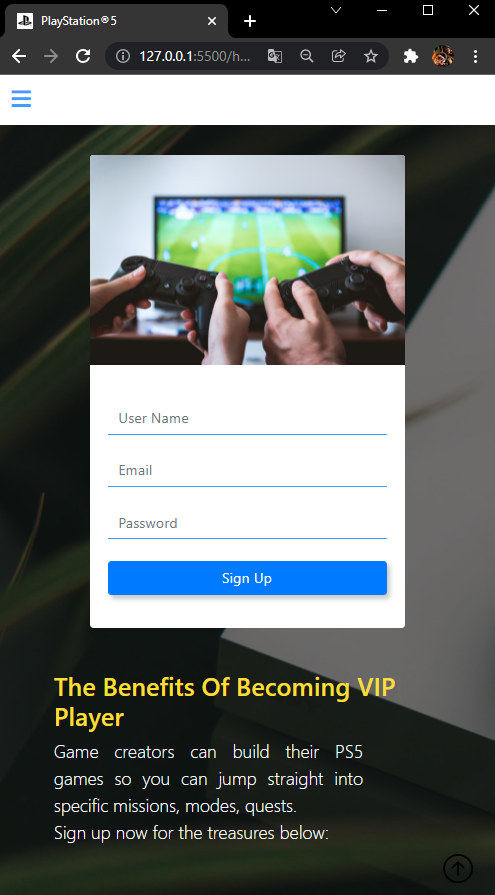 PlayStation®5
127.0.0.1:5500/h...
User Name
Email
Password
Sign Up
The Benefits Of Becoming VIP
Player
Game creators can build their PS5
games so you can jump straight into
specific missions, modes, quests.
Sign up now for the treasures below: